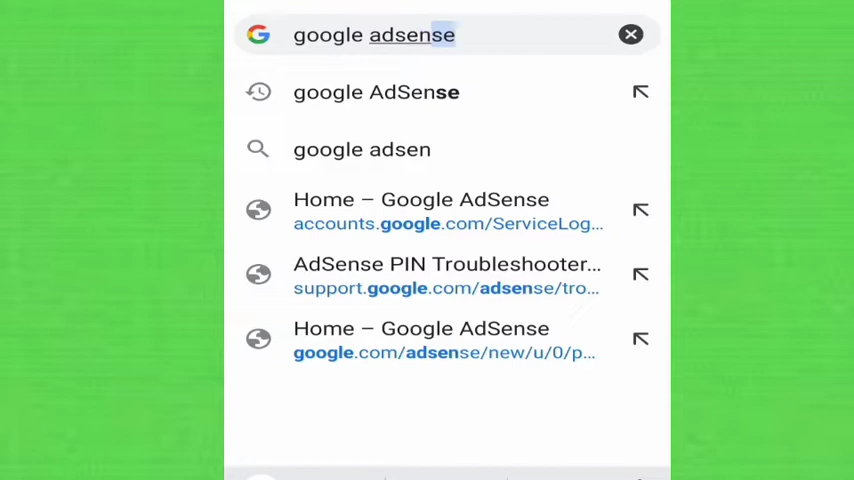 google adsense
google AdSense
google adsen
Home – Google AdSense
accounts.google.com/ServiceLog...
AdSense PIN Troubleshooter...
support.google.com/adsense/tro...
Home – Google AdSense
google.com/adsense/new/u/0/p...